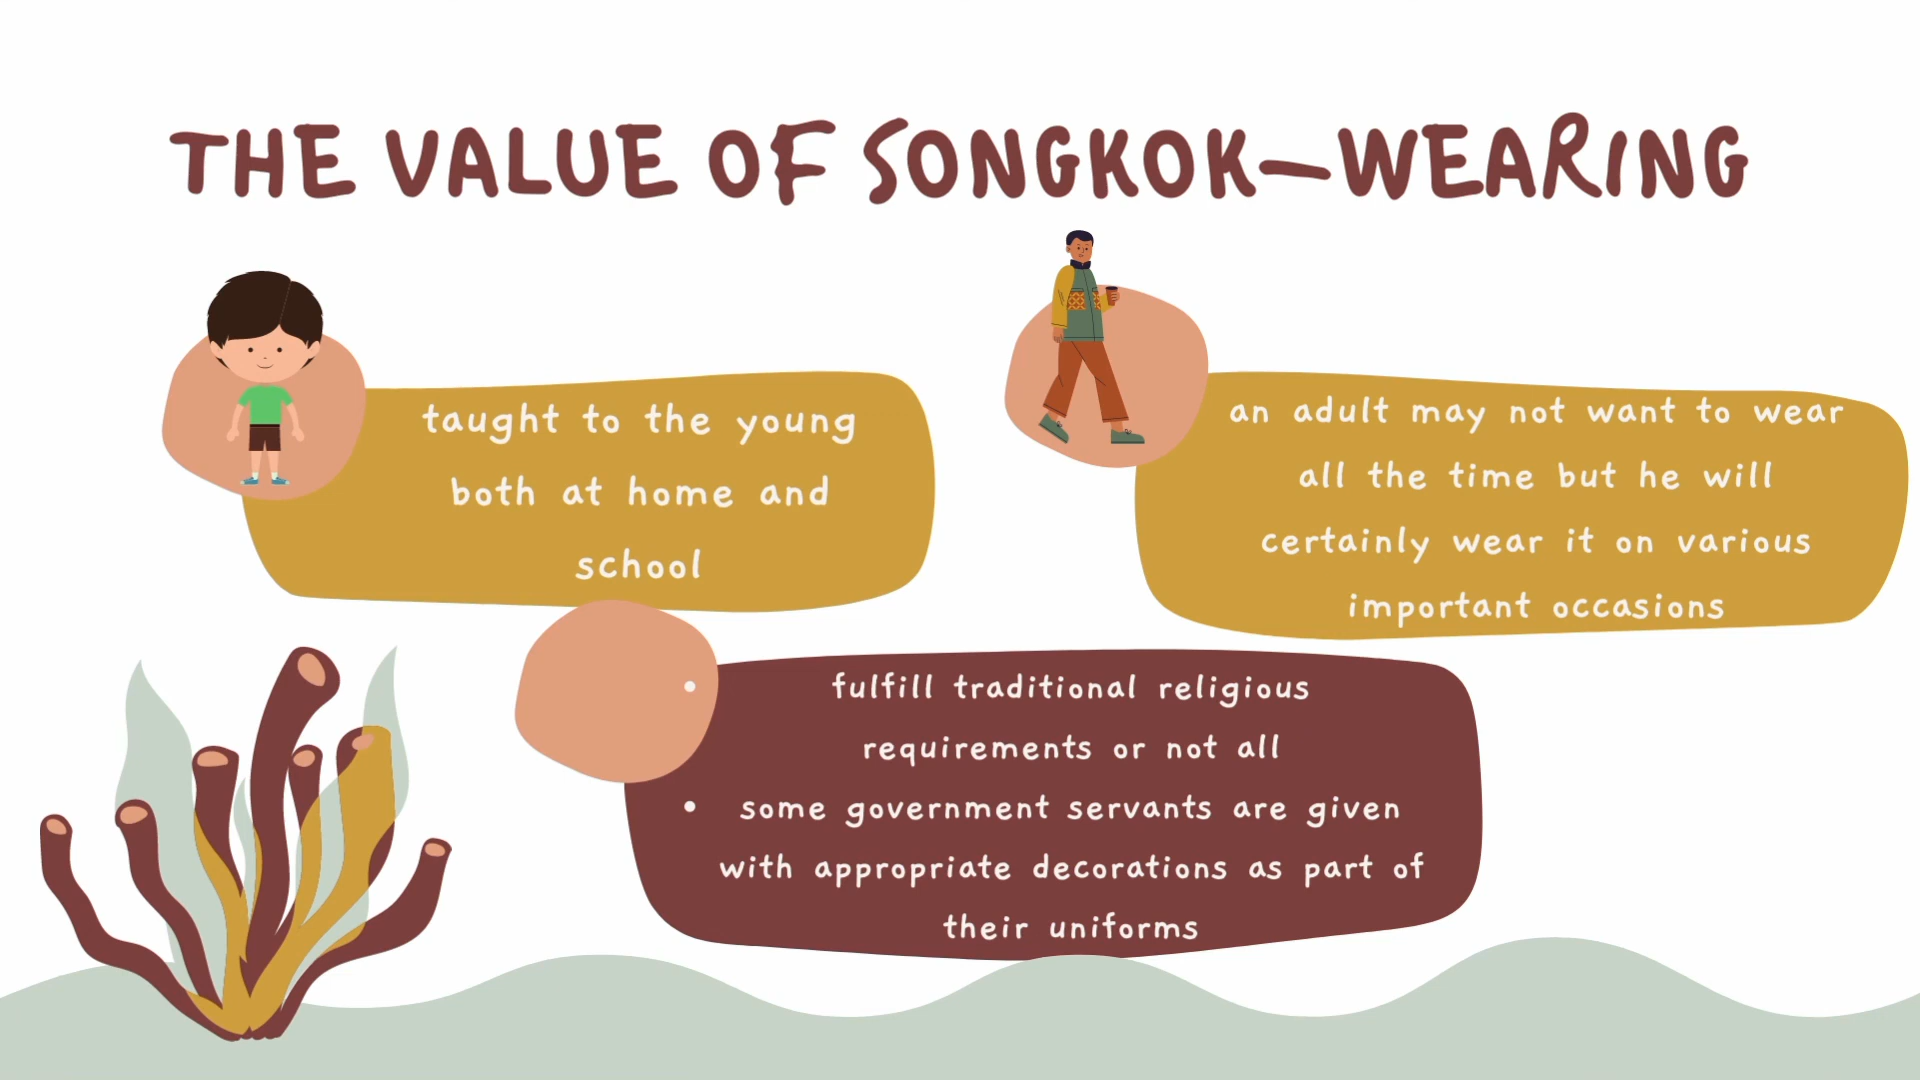 THE VALUE OF SONGKOK-WEARING
taught to the young
both at home and
school
an adult may not want to wear
all the time but he will
certainly wear it on various
important occasions
• fulfill traditional religious
requirements or not all
• some government servants are given
with appropriate decorations as part of
their uniforms